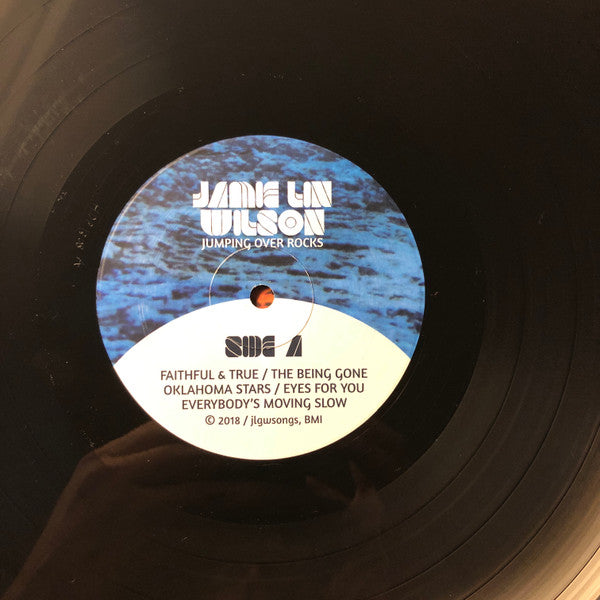 JAMIE LIN
WILSON
JUMPING OVER ROCKS
SIDE A
FAITHFUL & TRUE / THE BEING GONE
OKLAHOMA STARS / EYES FOR YOU
EVERYBODY'S MOVING SLOW
© 2018 / jlgwsongs, BMI